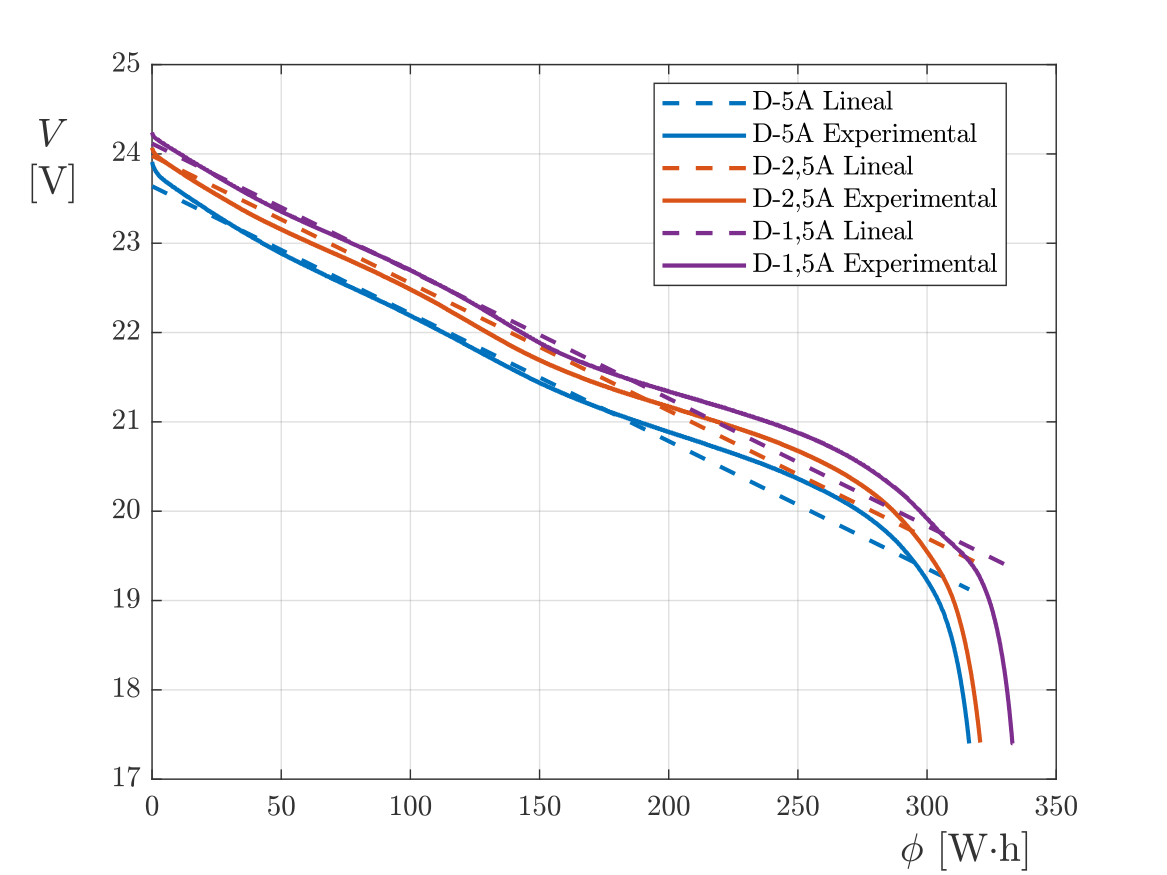 25
24
23
22
21
20
19
18
17
V
[V]
D-5A Lineal
D-5A Experimental
D-2,5A Lineal
D-2,5A Experimental
D-1,5A Lineal
D-1,5A Experimental
0 50 100 150 200 250 300 350
ϕ [W·h]